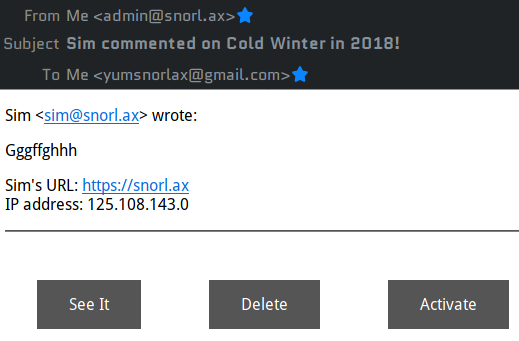 From Me <admin@snorl.ax>
Subject Sim commented on Cold Winter in 2018!
To Me <yumsnorlax@gmail.com>
Sim <sim@snorl.ax> wrote:
Gggffghhh
Sim's URL: https://snorl.ax
IP address: 125.108.143.0
See It Delete Activate